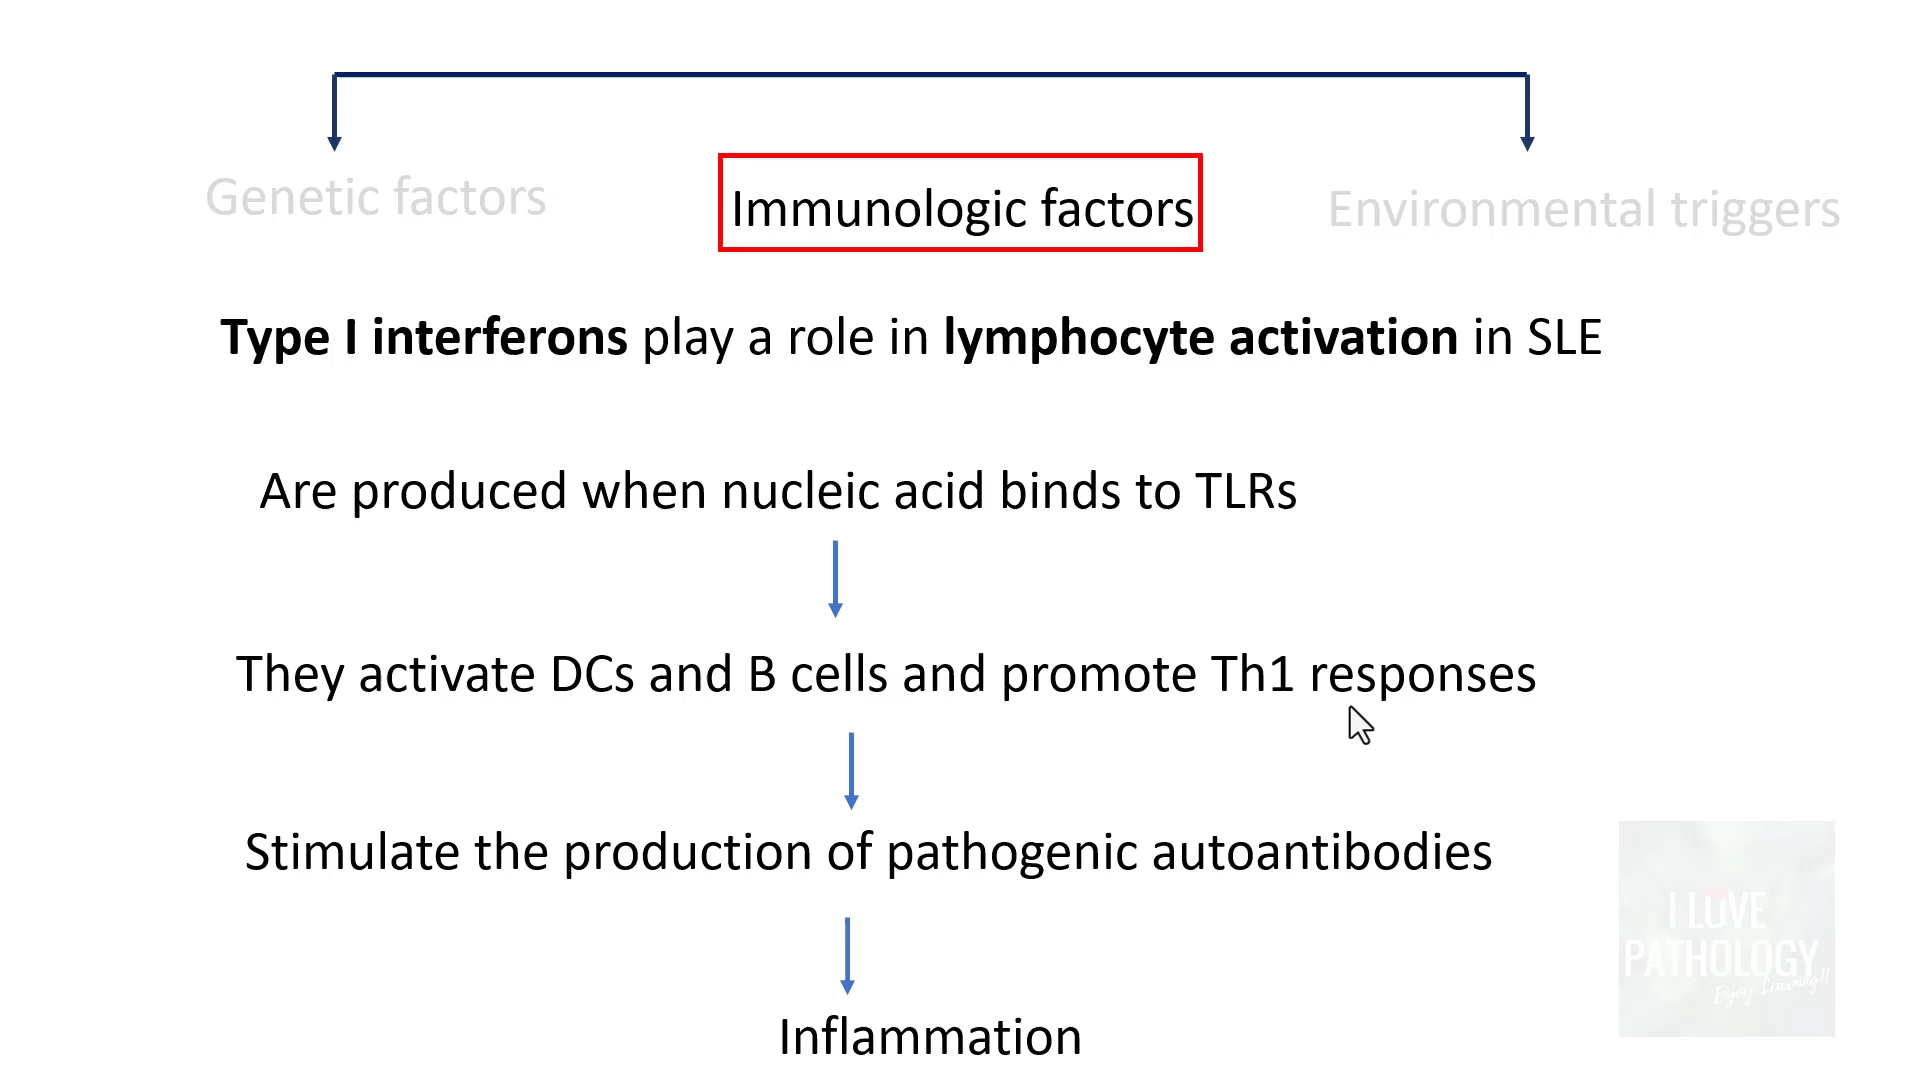 Genetic factors
Immunologic factors
Environmental triggers
Type I interferons play a role in lymphocyte activation in SLE
Are produced when nucleic acid binds to TLRs
They activate DCs and B cells and promote Th1 responses
Stimulate the production of pathogenic autoantibodies
Inflammation
I LOVE
PATHOLOGY
Enjoy Learning!!